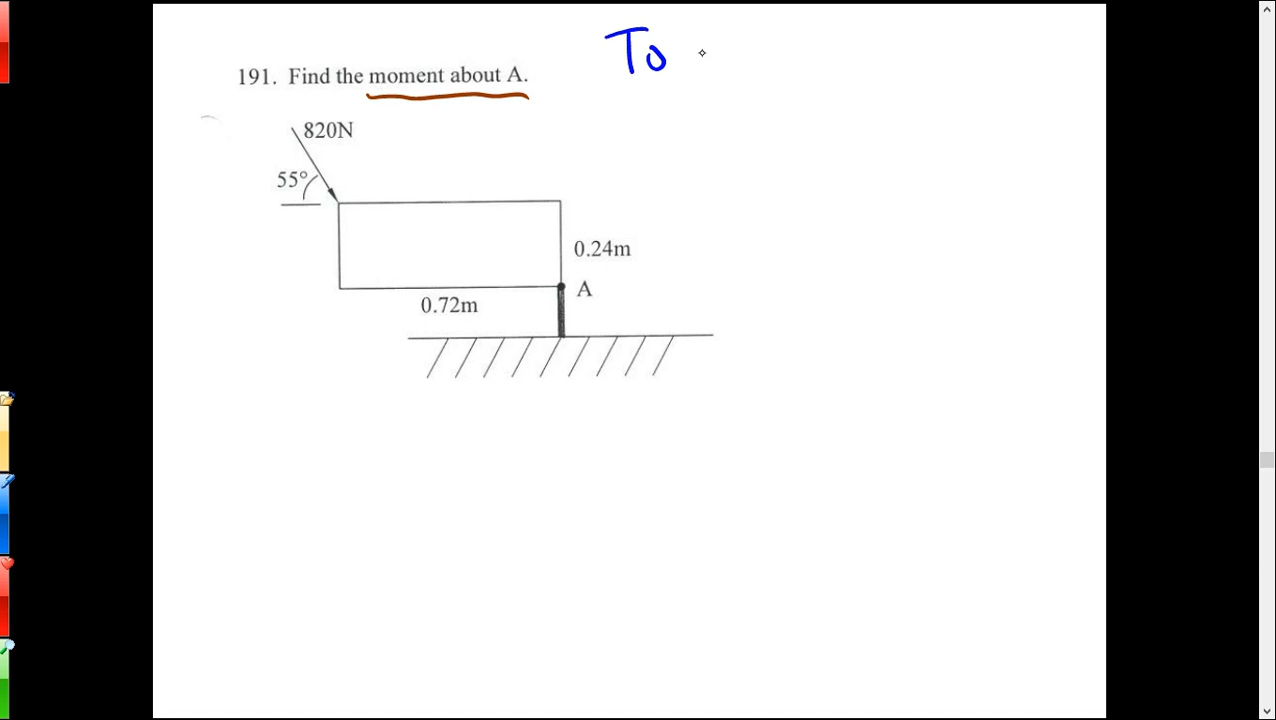 To
191. Find the moment about A.
820N
55°
0.24m
A
0.72m